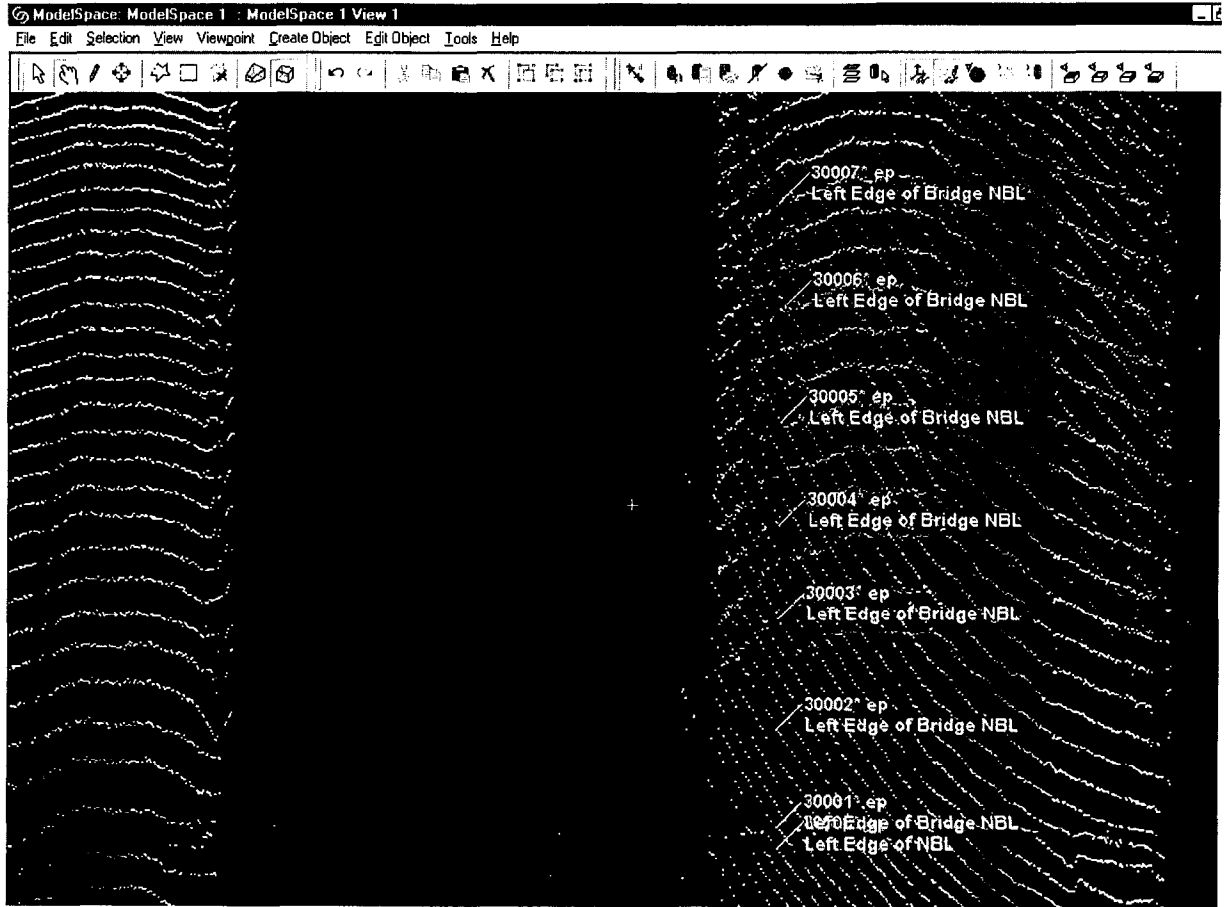 ModelSpace: ModelSpace 1 : ModelSpace 1 View 1
File Edit Selection View Viewpoint Create Object Edit Object Tools Help
30007* ep
Left Edge of Bridge NBL
30006* ep
Left Edge of Bridge NBL
30005* ep
Left Edge of Bridge NBL
30004* ep
Left Edge of Bridge NBL
30003* ep
Left Edge of Bridge NBL
30002* ep
Left Edge of Bridge NBL
30001* ep
Left Edge of Bridge NBL
Left Edge of NBL